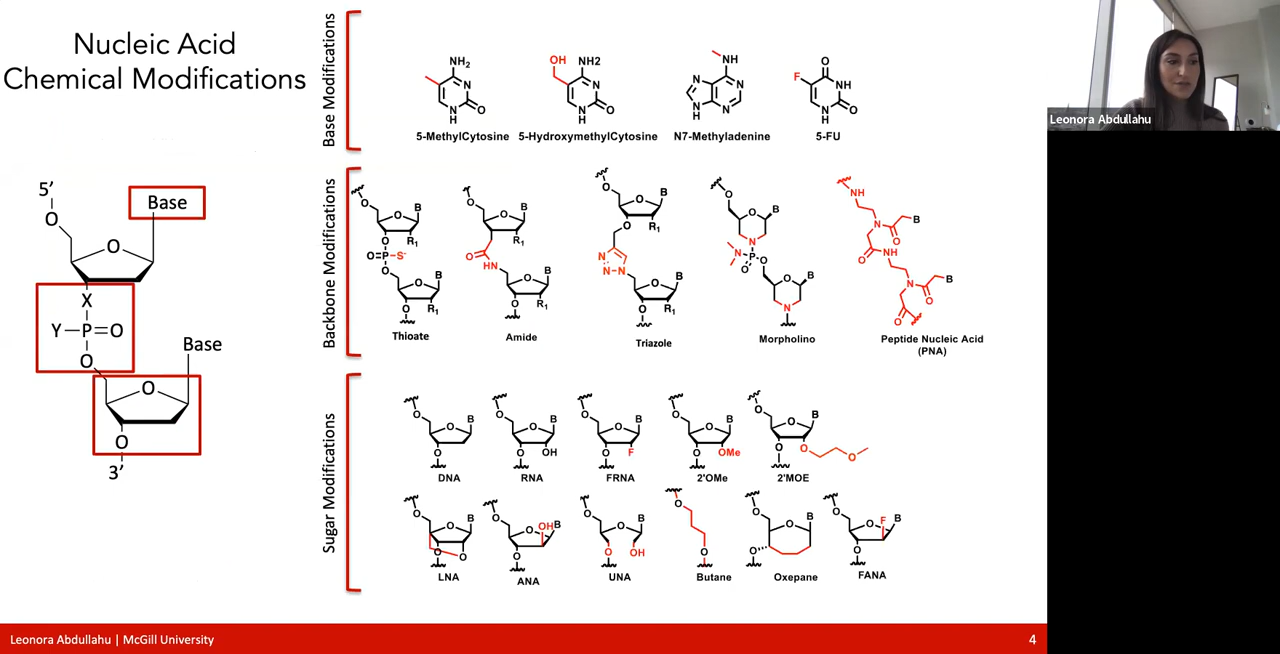 Nucleic Acid
Chemical Modifications
5'
O
Base
O
X
Y P O
O
Base
O
O
3'
Base Modifications
NH2
N
N
H
O
5-MethylCytosine
OH
NH2
N
N
H
O
5-HydroxymethylCytosine
NH
N
N
N
H
N
N7-Methyladenine
F
O
NH
N
H
O
5-FU
Backbone Modifications
O
O
B
O
R1
O P S-
O
O
B
O
R1
Thioate
O
O
B
R1
O
HN
O
B
O
R1
Amide
O
O
B
O
R1
N
N
N
O
B
O
R1
Triazole
O
O
B
N
N P O
O
O
B
N
Morpholino
NH
N
B
O
O
NH
N
B
O
O
Peptide Nucleic Acid
(PNA)
Sugar Modifications
O
O
B
O
DNA
O
O
B
O
OH
RNA
O
O
B
O
F
FRNA
O
O
B
O
OMe
2'OMe
O
O
B
O
O
O
2'MOE
O
O
B
O
O
LNA
O
O
OH
B
O
ANA
O
O
B
O
OH
UNA
O
O
Butane
O
O
B
O
Oxepane
O
O
F
B
O
FANA
Leonora Abdullahu | McGill University
4
Leonora Abdullahu